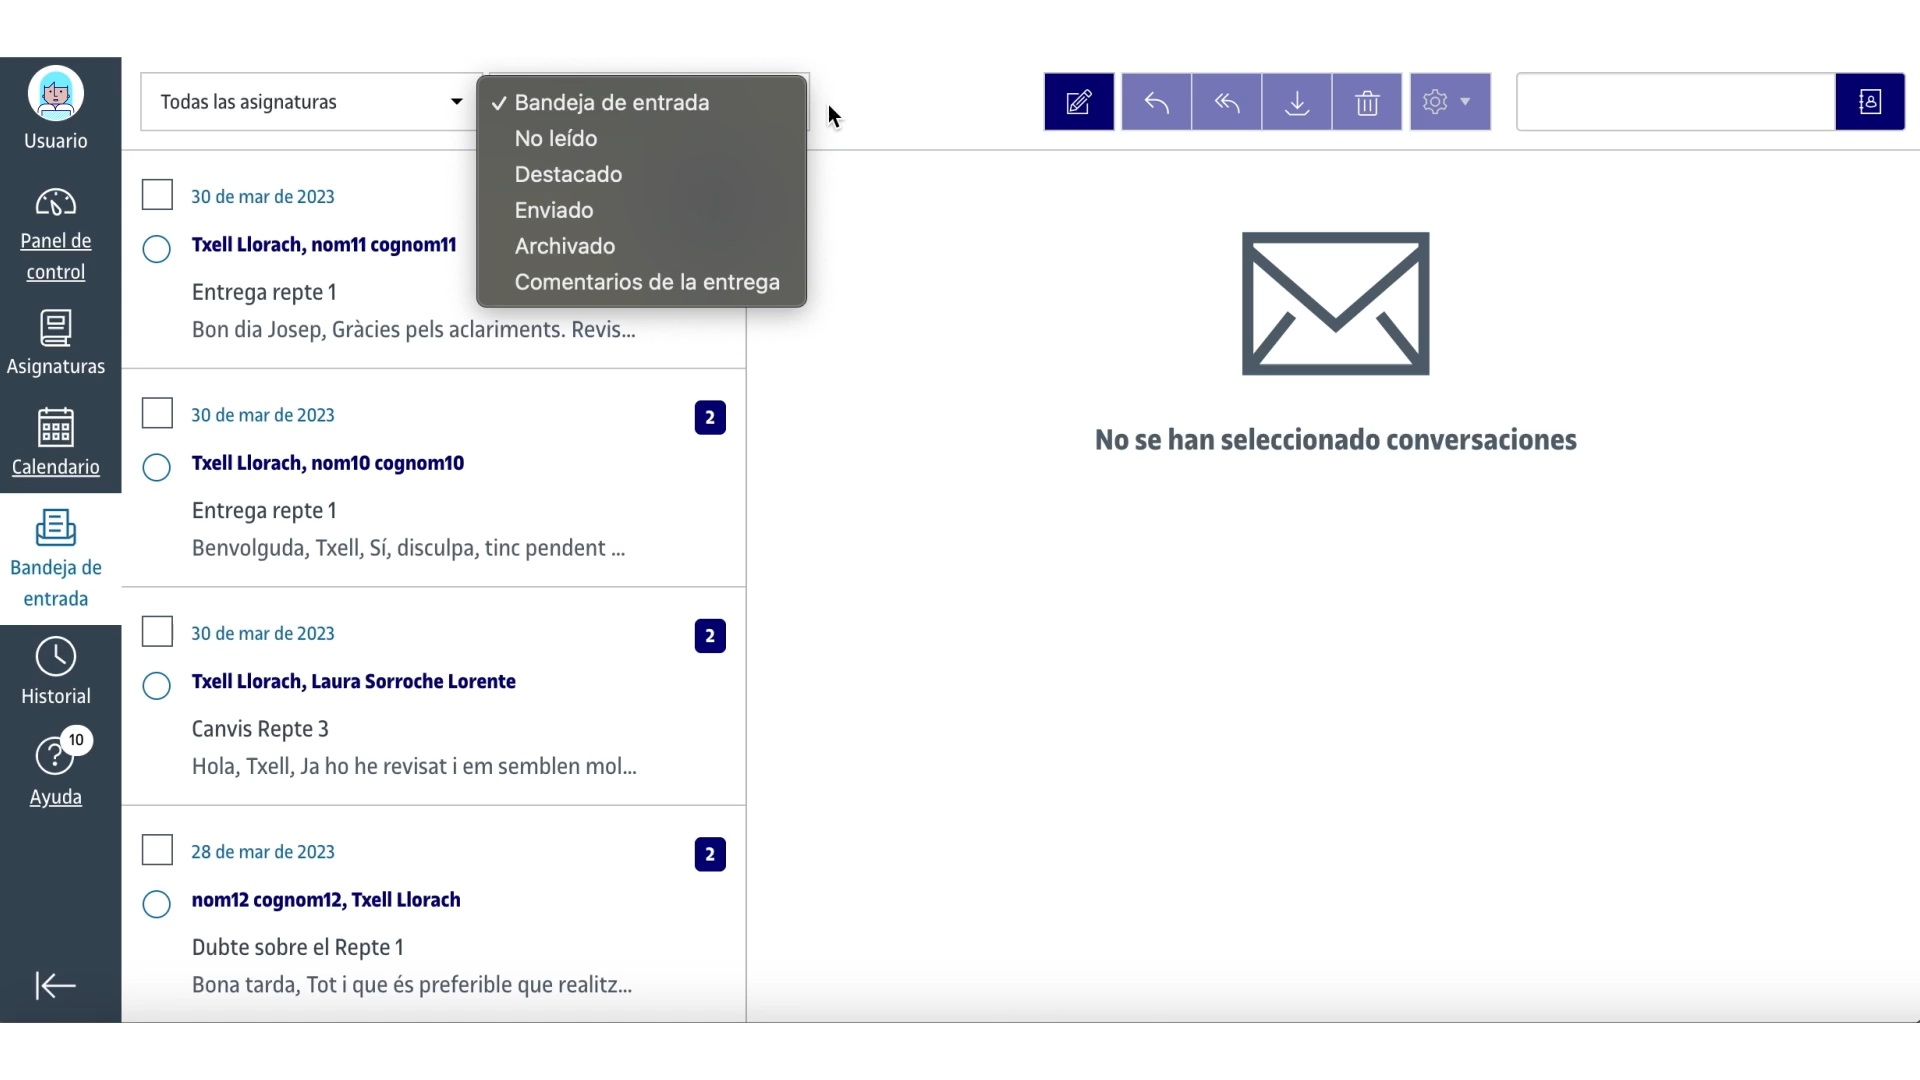 Usuario
Panel de
control
Asignaturas
Calendario
Bandeja de
entrada
Historial
10
Ayuda
Todas las asignaturas
✓ Bandeja de entrada
No leído
Destacado
Enviado
Archivado
Comentarios de la entrega
30 de mar de 2023
Txell Llorach, nom11 cognom11
Entrega repte 1
Bon dia Josep, Gràcies pels aclariments. Revis...
30 de mar de 2023
2
Txell Llorach, nom10 cognom10
Entrega repte 1
Benvolguda, Txell, Sí, disculpa, tinc pendent ...
30 de mar de 2023
2
Txell Llorach, Laura Sorroche Lorente
Canvis Repte 3
Hola, Txell, Ja ho he revisat i em semblen mol...
28 de mar de 2023
2
nom12 cognom12, Txell Llorach
Dubte sobre el Repte 1
Bona tarda, Tot i que és preferible que realitz...
No se han seleccionado conversaciones